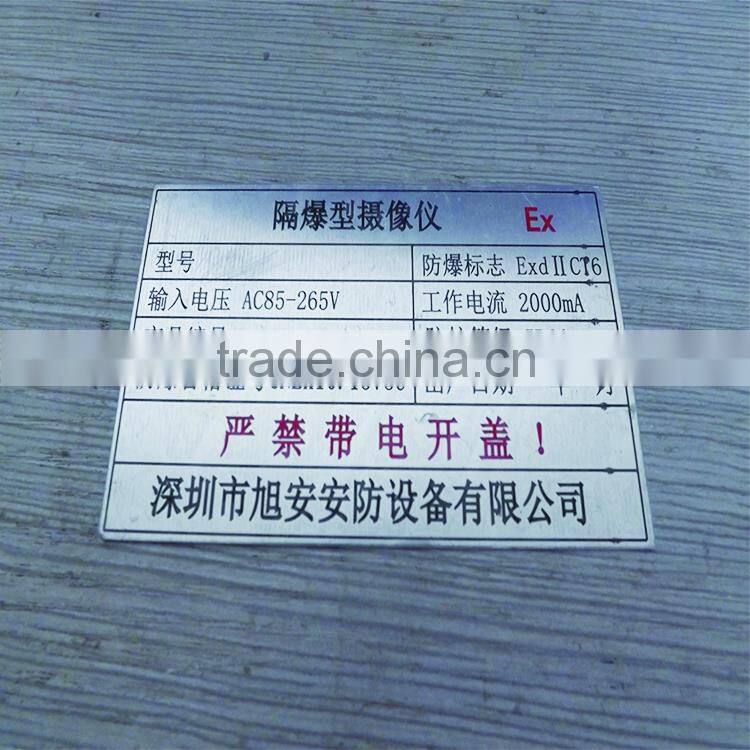 隔爆型摄像仪 Ex
型号 防爆标志 ExdⅡCT6
输入电压 AC85-265V 工作电流 2000mA
trade.china.cn
严禁带电开盖!
深圳市旭安安防设备有限公司